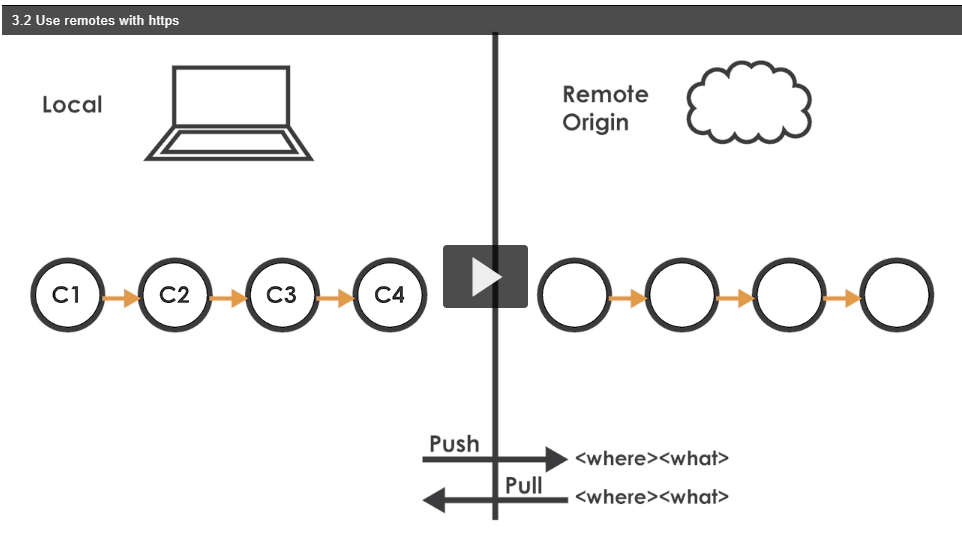 3.2 Use remotes with https
Local
Remote
Origin
C1
C2
C3
C4
Push
<where><what>
Pull
<where><what>